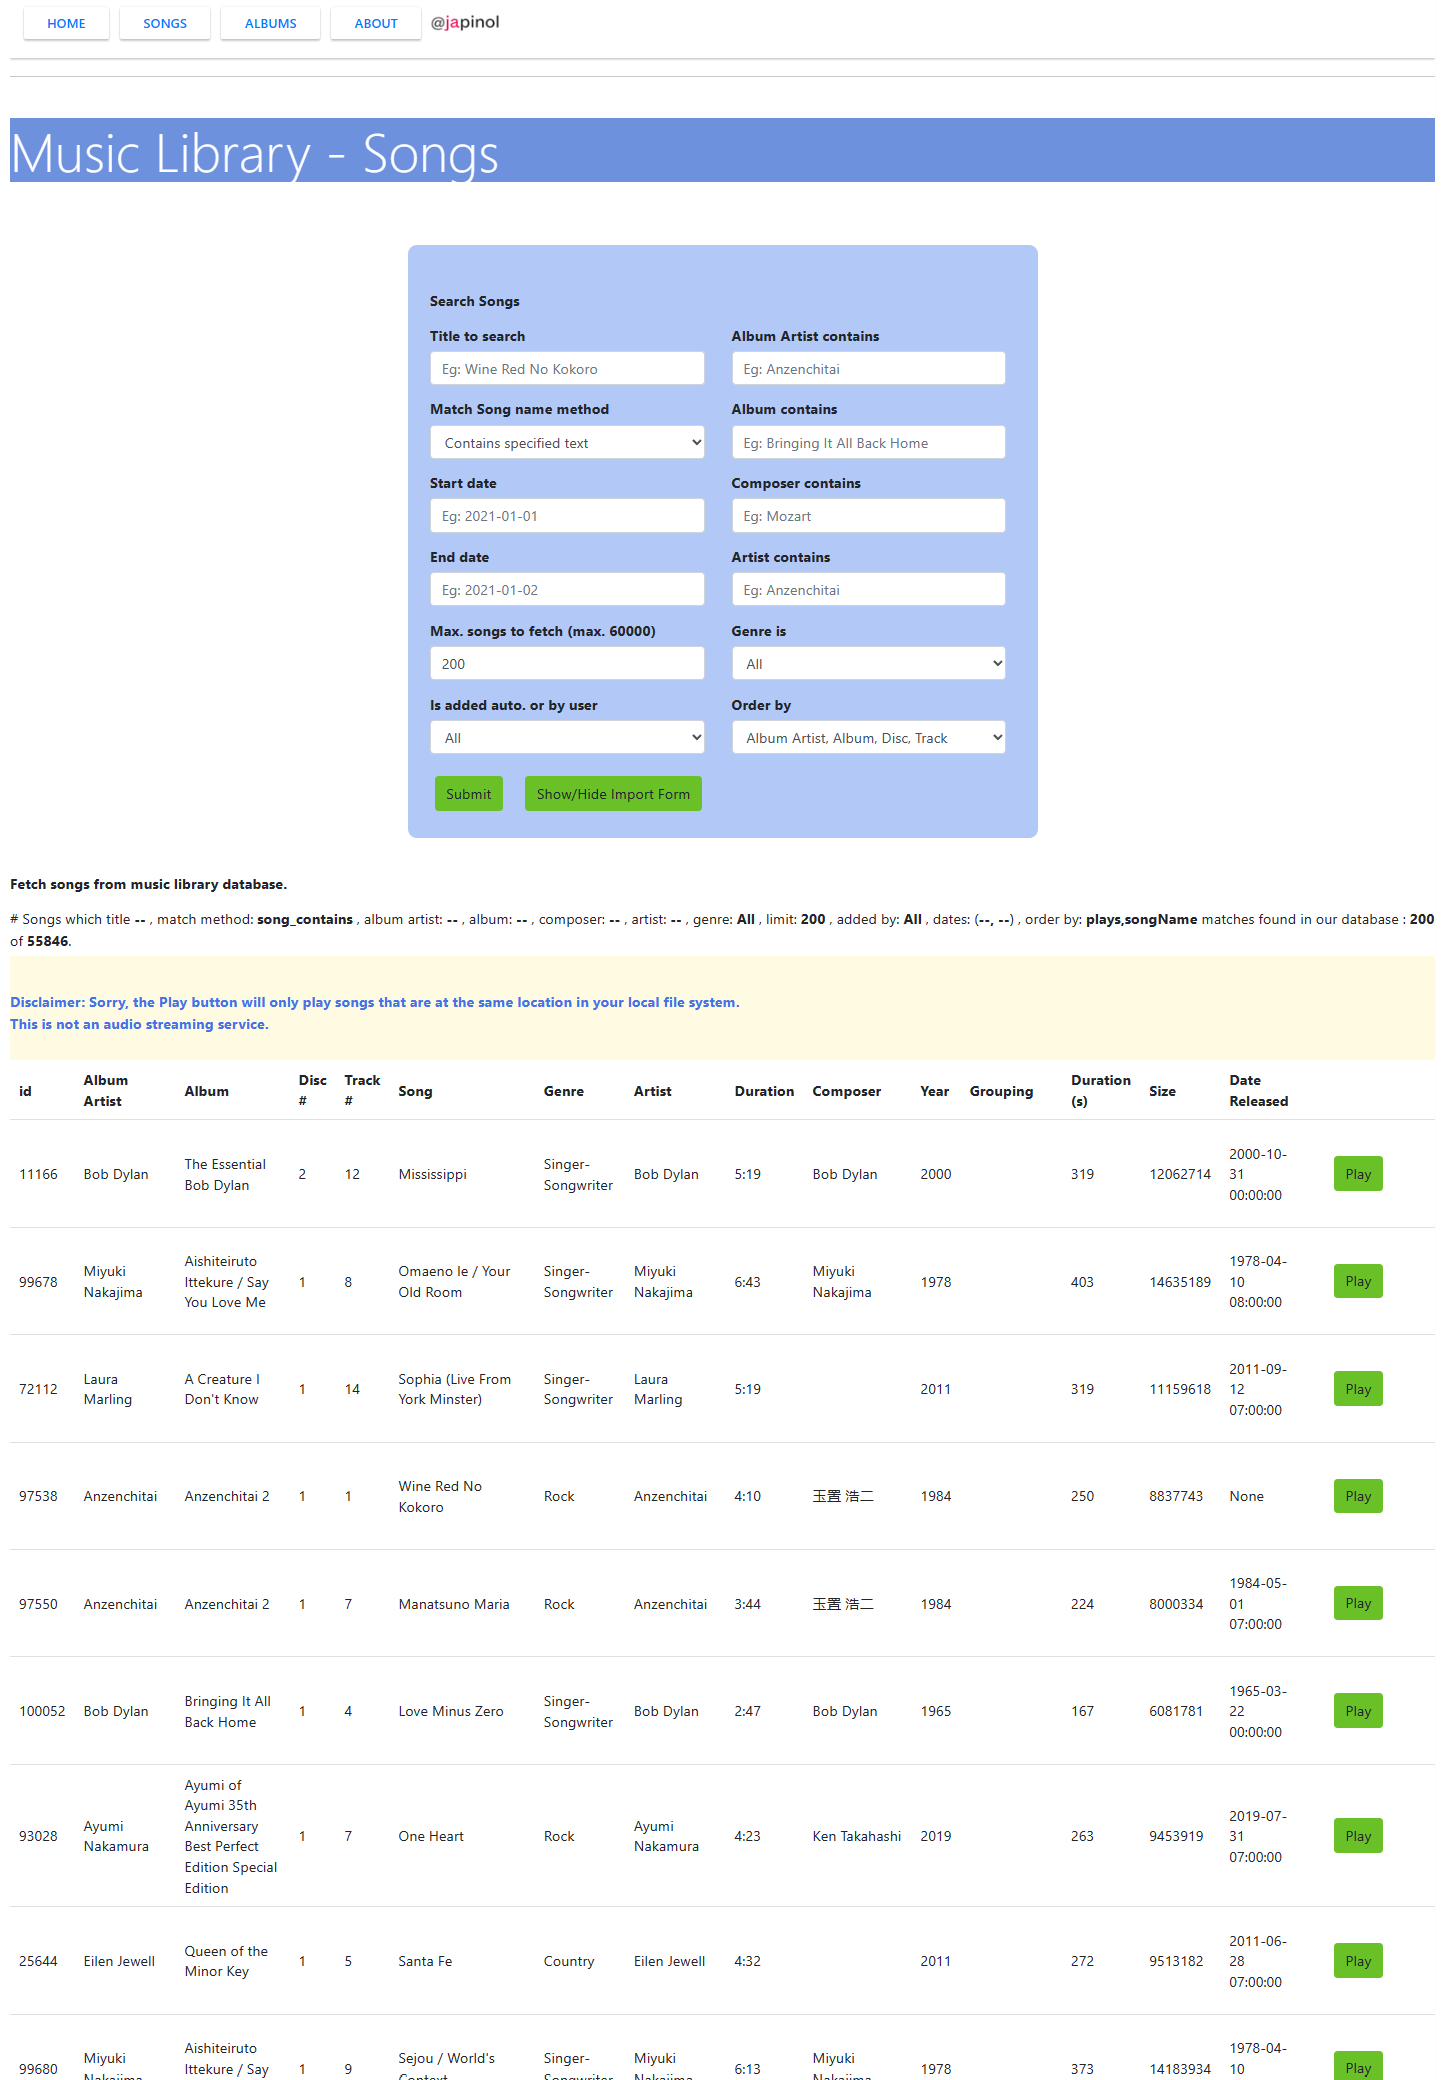 HOME SONGS ALBUMS ABOUT @japinol
Music Library - Songs
Search Songs
Title to search
Eg: Wine Red No Kokoro
Album Artist contains
Eg: Anzenchitai
Match Song name method
Contains specified text
Album contains
Eg: Bringing It All Back Home
Start date
Eg: 2021-01-01
Composer contains
Eg: Mozart
End date
Eg: 2021-01-02
Artist contains
Eg: Anzenchitai
Max. songs to fetch (max. 60000)
200
Genre is
All
Is added auto. or by user
All
Order by
Album Artist, Album, Disc, Track
Submit Show/Hide Import Form
Fetch songs from music library database.
# Songs which title -- , match method: song_contains , album artist: -- , album: -- , composer: -- , artist: -- , genre: All , limit: 200 , added by: All , dates: (--, --) , order by: plays,songName matches found in our database : 200
of 55846.
Disclaimer: Sorry, the Play button will only play songs that are at the same location in your local file system.
This is not an audio streaming service.
id Album Artist Album Disc # Track # Song Genre Artist Duration Composer Year Grouping Duration (s) Size Date Released
11166 Bob Dylan The Essential Bob Dylan 2 12 Mississippi Singer-Songwriter Bob Dylan 5:19 Bob Dylan 2000 319 12062714 2000-10-31 00:00:00 Play
99678 Miyuki Nakajima Aishiteiruto Ittekure / Say You Love Me 1 8 Omaeno Ie / Your Old Room Singer-Songwriter Miyuki Nakajima 6:43 Miyuki Nakajima 1978 403 14635189 1978-04-10 08:00:00 Play
72112 Laura Marling A Creature I Don't Know 1 14 Sophia (Live From York Minster) Singer-Songwriter Laura Marling 5:19 2011 319 11159618 2011-09-12 07:00:00 Play
97538 Anzenchitai Anzenchitai 2 1 1 Wine Red No Kokoro Rock Anzenchitai 4:10 玉置 浩二 1984 250 8837743 None Play
97550 Anzenchitai Anzenchitai 2 1 7 Manatsuno Maria Rock Anzenchitai 3:44 玉置 浩二 1984 224 8000334 1984-05-01 07:00:00 Play
100052 Bob Dylan Bringing It All Back Home 1 4 Love Minus Zero Singer-Songwriter Bob Dylan 2:47 Bob Dylan 1965 167 6081781 1965-03-22 00:00:00 Play
93028 Ayumi Nakamura Ayumi of Ayumi 35th Anniversary Best Perfect Edition Special Edition 1 7 One Heart Rock Ayumi Nakamura 4:23 Ken Takahashi 2019 263 9453919 2019-07-31 07:00:00 Play
25644 Eilen Jewell Queen of the Minor Key 1 5 Santa Fe Country Eilen Jewell 4:32 2011 272 9513182 2011-06-28 07:00:00 Play
99680 Miyuki Nakajima Aishiteiruto Ittekure / Say 1 9 Sejou / World's Context Singer-Songwriter Miyuki Nakajima 6:13 Miyuki Nakajima 1978 373 14183934 1978-04-10 Play